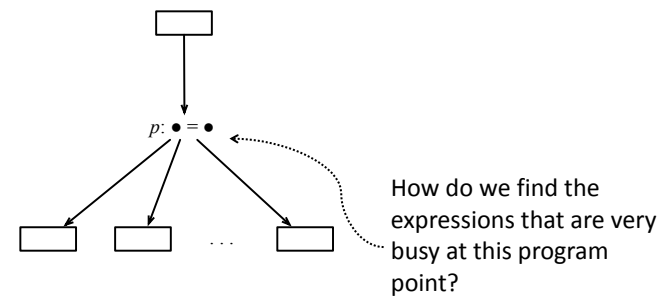 p: ● = ●
How do we find the
expressions that are very
busy at this program
point?
. . .